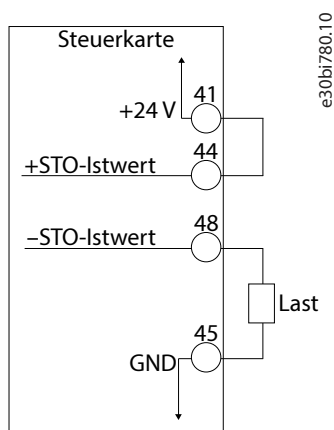 Steuerkarte
e30bi780.10
41
+24 V
44
+STO-Istwert
48
–STO-Istwert
Last
45
GND